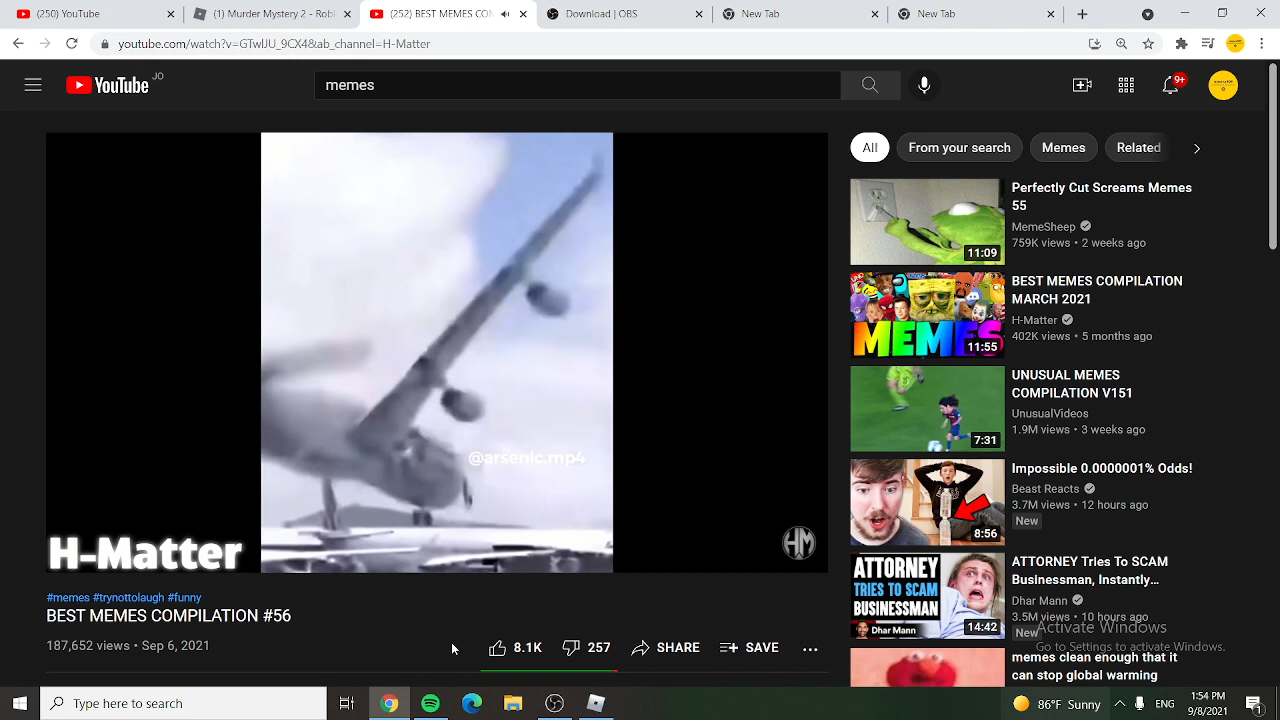 (250) YouTube
(1) Murder Mystery 2 - Rob
(252) BEST MEMES COM
Download | OBS
New Tab
New Tab
youtube.com/watch?v=GTwIJU_9CX4&ab_channel=H-Matter
YouTube JO
memes
9+
All
From your search
Memes
Related
@arsenic.mp4
H-Matter
HM
#memes #trynottolaugh #funny
BEST MEMES COMPILATION #56
187,652 views • Sep 6, 2021
8.1K
257
SHARE
SAVE
Perfectly Cut Screams Memes
55
MemeSheep
759K views • 2 weeks ago
11:09
BEST MEMES COMPILATION
MARCH 2021
H-Matter
402K views • 5 months ago
MEMES
11:55
UNUSUAL MEMES
COMPILATION V151
UnusualVideos
1.9M views • 3 weeks ago
7:31
Impossible 0.0000001% Odds!
Beast Reacts
3.7M views • 12 hours ago
New
8:56
ATTORNEY
TRIES TO SCAM
BUSINESSMAN
Dhar Mann
14:42
ATTORNEY Tries To SCAM
Businessman, Instantly...
Dhar Mann
3.5M views • 10 hours ago
New
Activate Windows
Go to Settings to activate Windows.
memes clean enough that it
can stop global warming
Type here to search
80°F
1:54 PM
9/8/2021